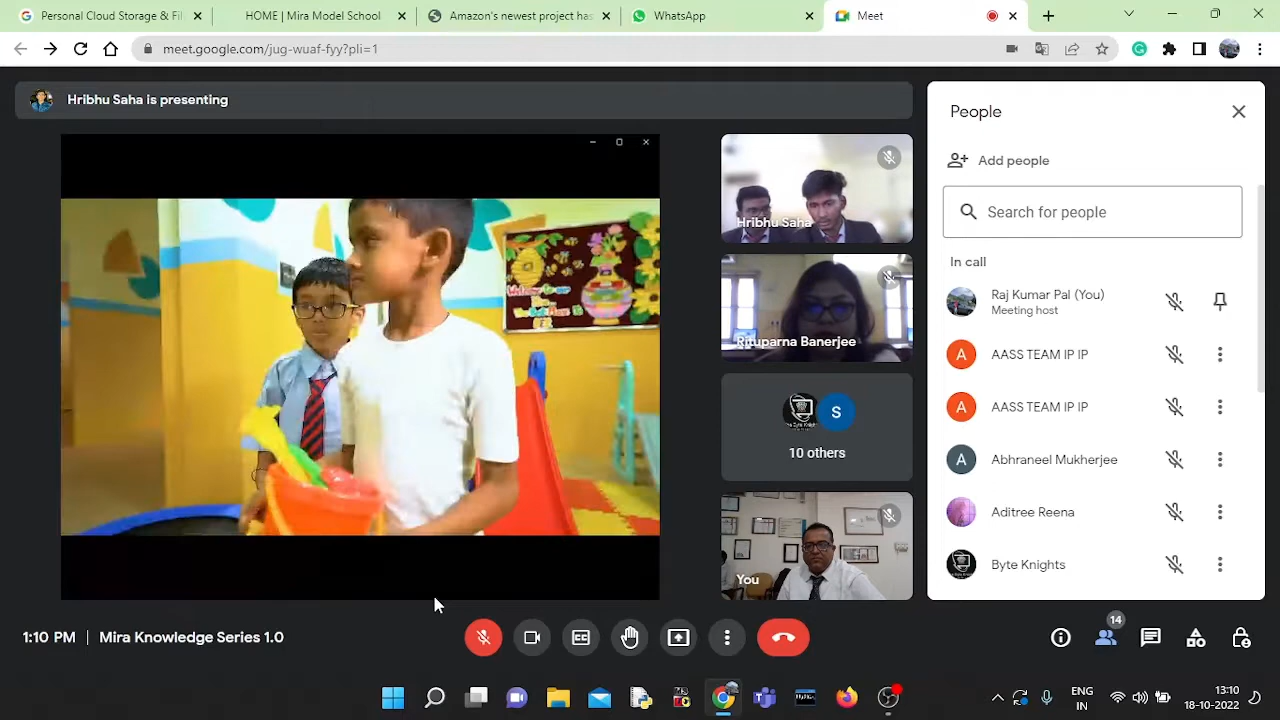 Personal Cloud Storage & Fil
HOME | Mira Model School
Amazon's newest project has
WhatsApp
Meet
meet.google.com/jug-wuaf-fyy?pli=1
Hribhu Saha is presenting
Hribhu Saha
Rituparna Banerjee
S
10 others
You
People
Add people
Search for people
In call
Raj Kumar Pal (You)
Meeting host
A
AASS TEAM IP IP
A
AASS TEAM IP IP
A
Abhraneel Mukherjee
Aditree Reena
Byte Knights
1:10 PM | Mira Knowledge Series 1.0
CC
14
ENG
IN
13:10
18-10-2022